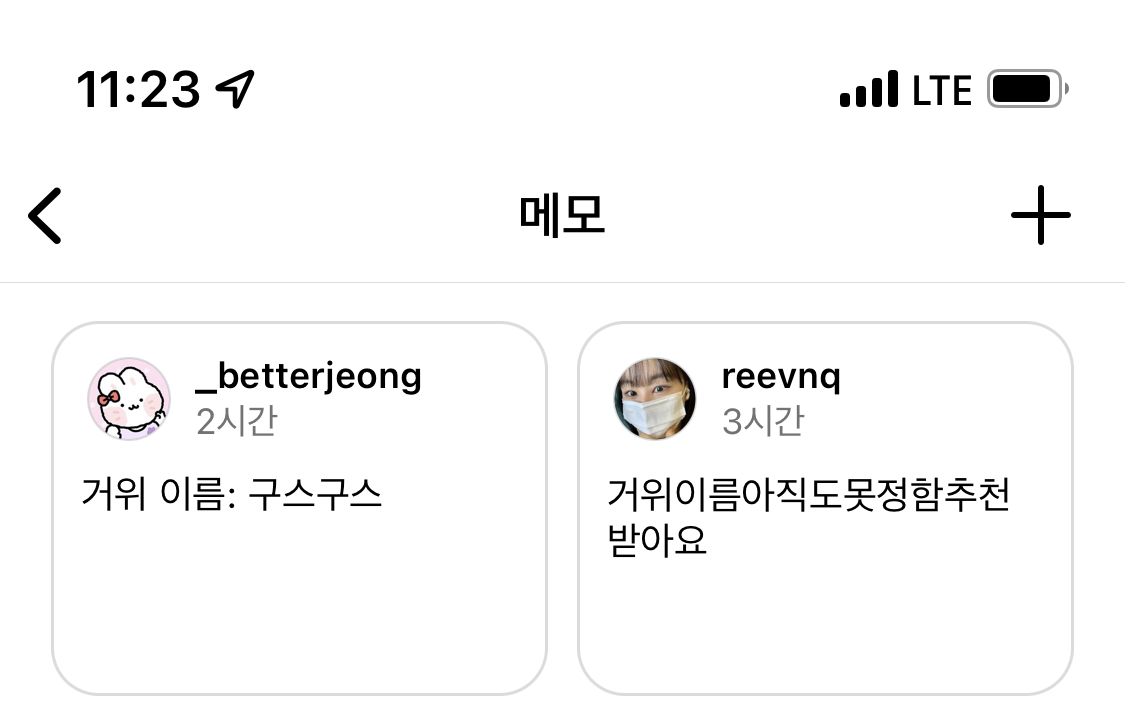 11:23 LTE
메모
_betterjeong
2시간
거위 이름: 구스구스
reevnq
3시간
거위이름아직도못정함추천
받아요